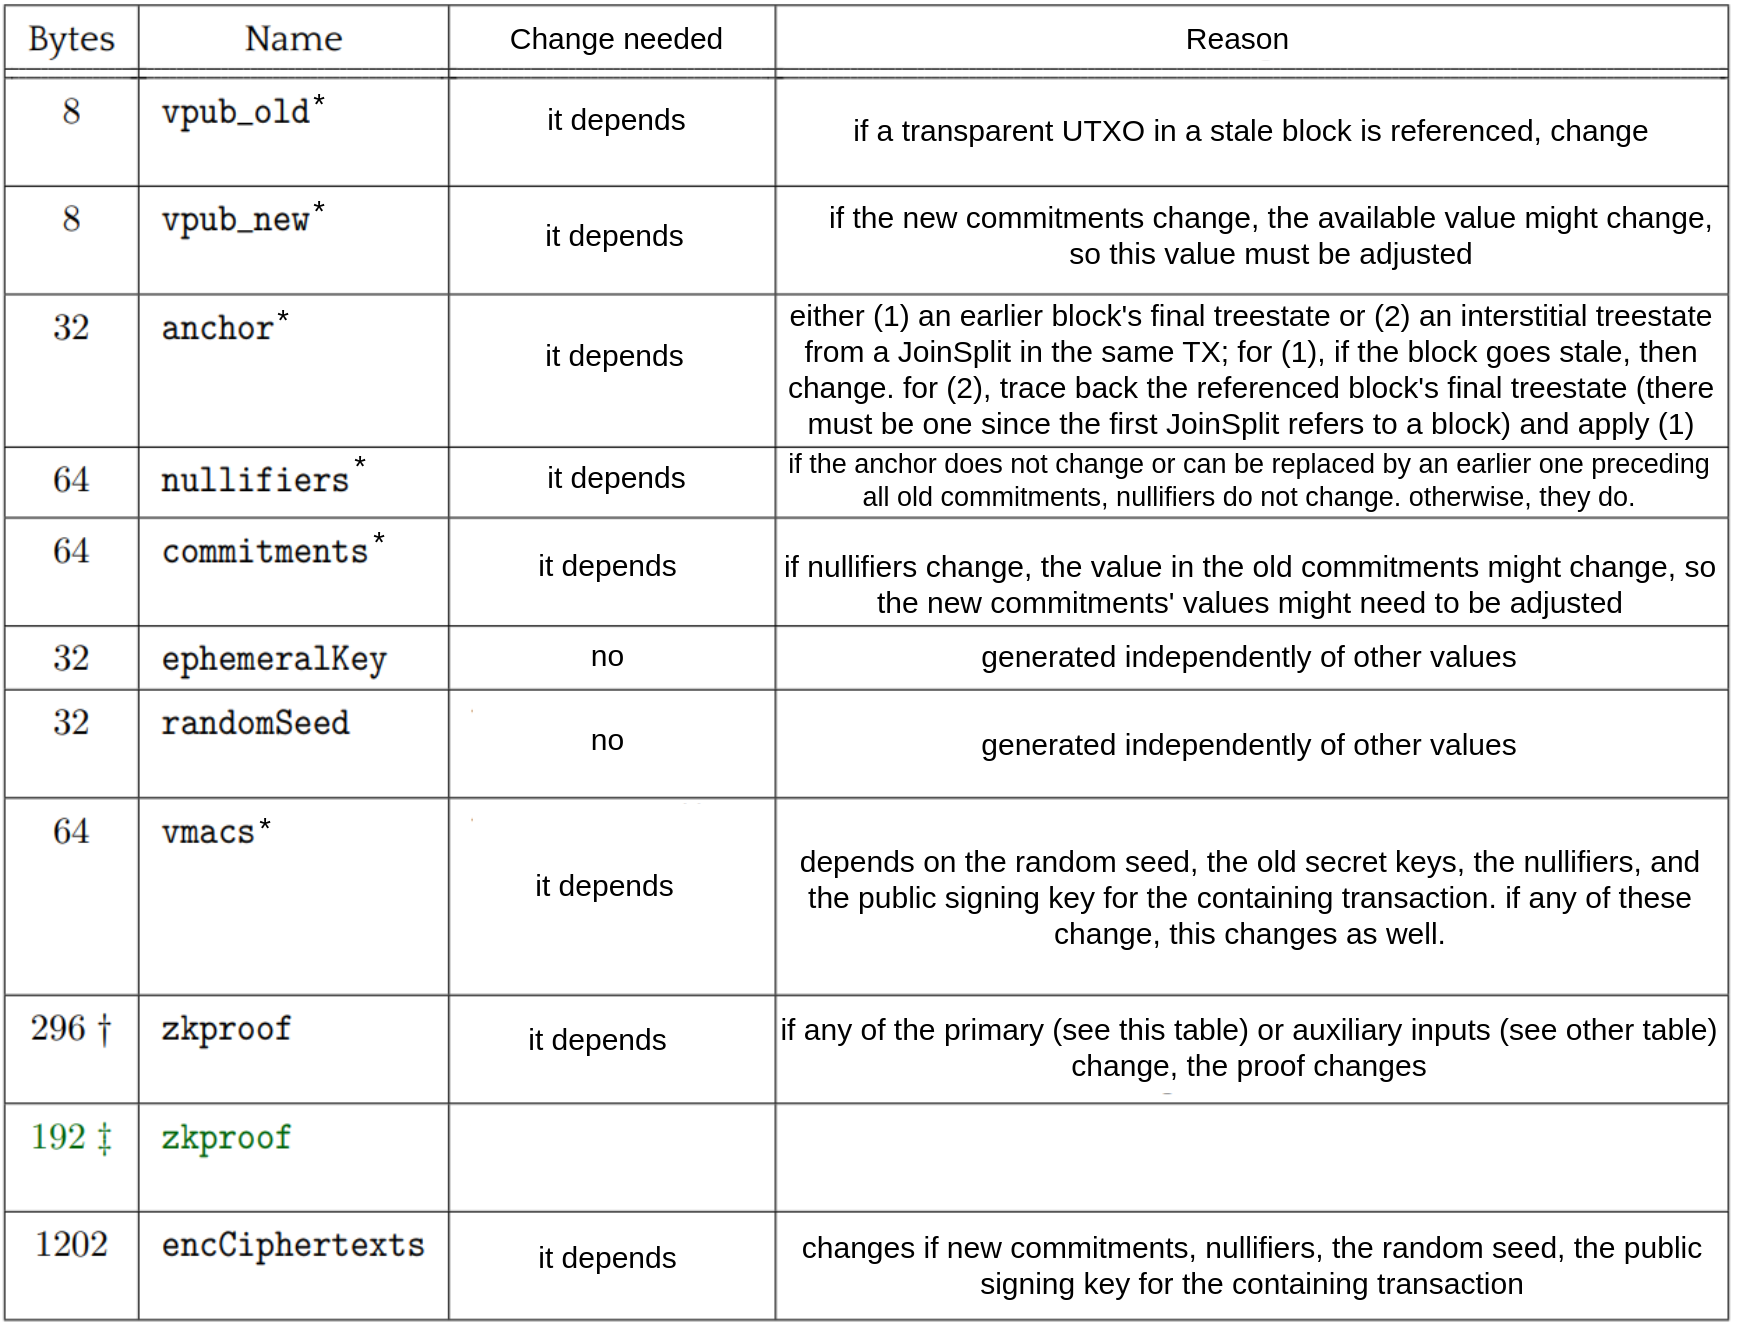 Bytes Name Change needed Reason
8 vpub_old* it depends if a transparent UTXO in a stale block is referenced, change
8 vpub_new* it depends if the new commitments change, the available value might change,
so this value must be adjusted
32 anchor* it depends either (1) an earlier block's final treestate or (2) an interstitial treestate
from a JoinSplit in the same TX; for (1), if the block goes stale, then
change. for (2), trace back the referenced block's final treestate (there
must be one since the first JoinSplit refers to a block) and apply (1)
64 nullifiers* it depends if the anchor does not change or can be replaced by an earlier one preceding
all old commitments, nullifiers do not change. otherwise, they do.
64 commitments* it depends if nullifiers change, the value in the old commitments might change, so
the new commitments' values might need to be adjusted
32 ephemeralKey no generated independently of other values
32 randomSeed no generated independently of other values
64 vmacs* it depends depends on the random seed, the old secret keys, the nullifiers, and
the public signing key for the containing transaction. if any of these
change, this changes as well.
296 † zkproof it depends if any of the primary (see this table) or auxiliary inputs (see other table)
change, the proof changes
192 ‡ zkproof
1202 encCiphertexts it depends changes if new commitments, nullifiers, the random seed, the public
signing key for the containing transaction